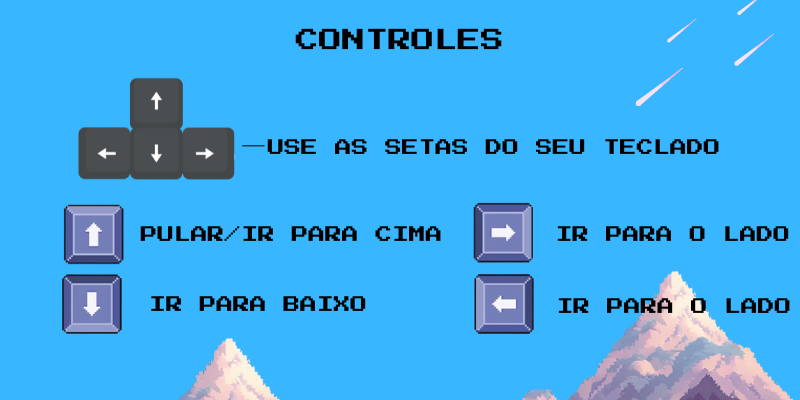 CONTROLES
—USE AS SETAS DO SEU TECLADO
PULAR/IR PARA CIMA
IR PARA O LADO
IR PARA BAIXO
IR PARA O LADO